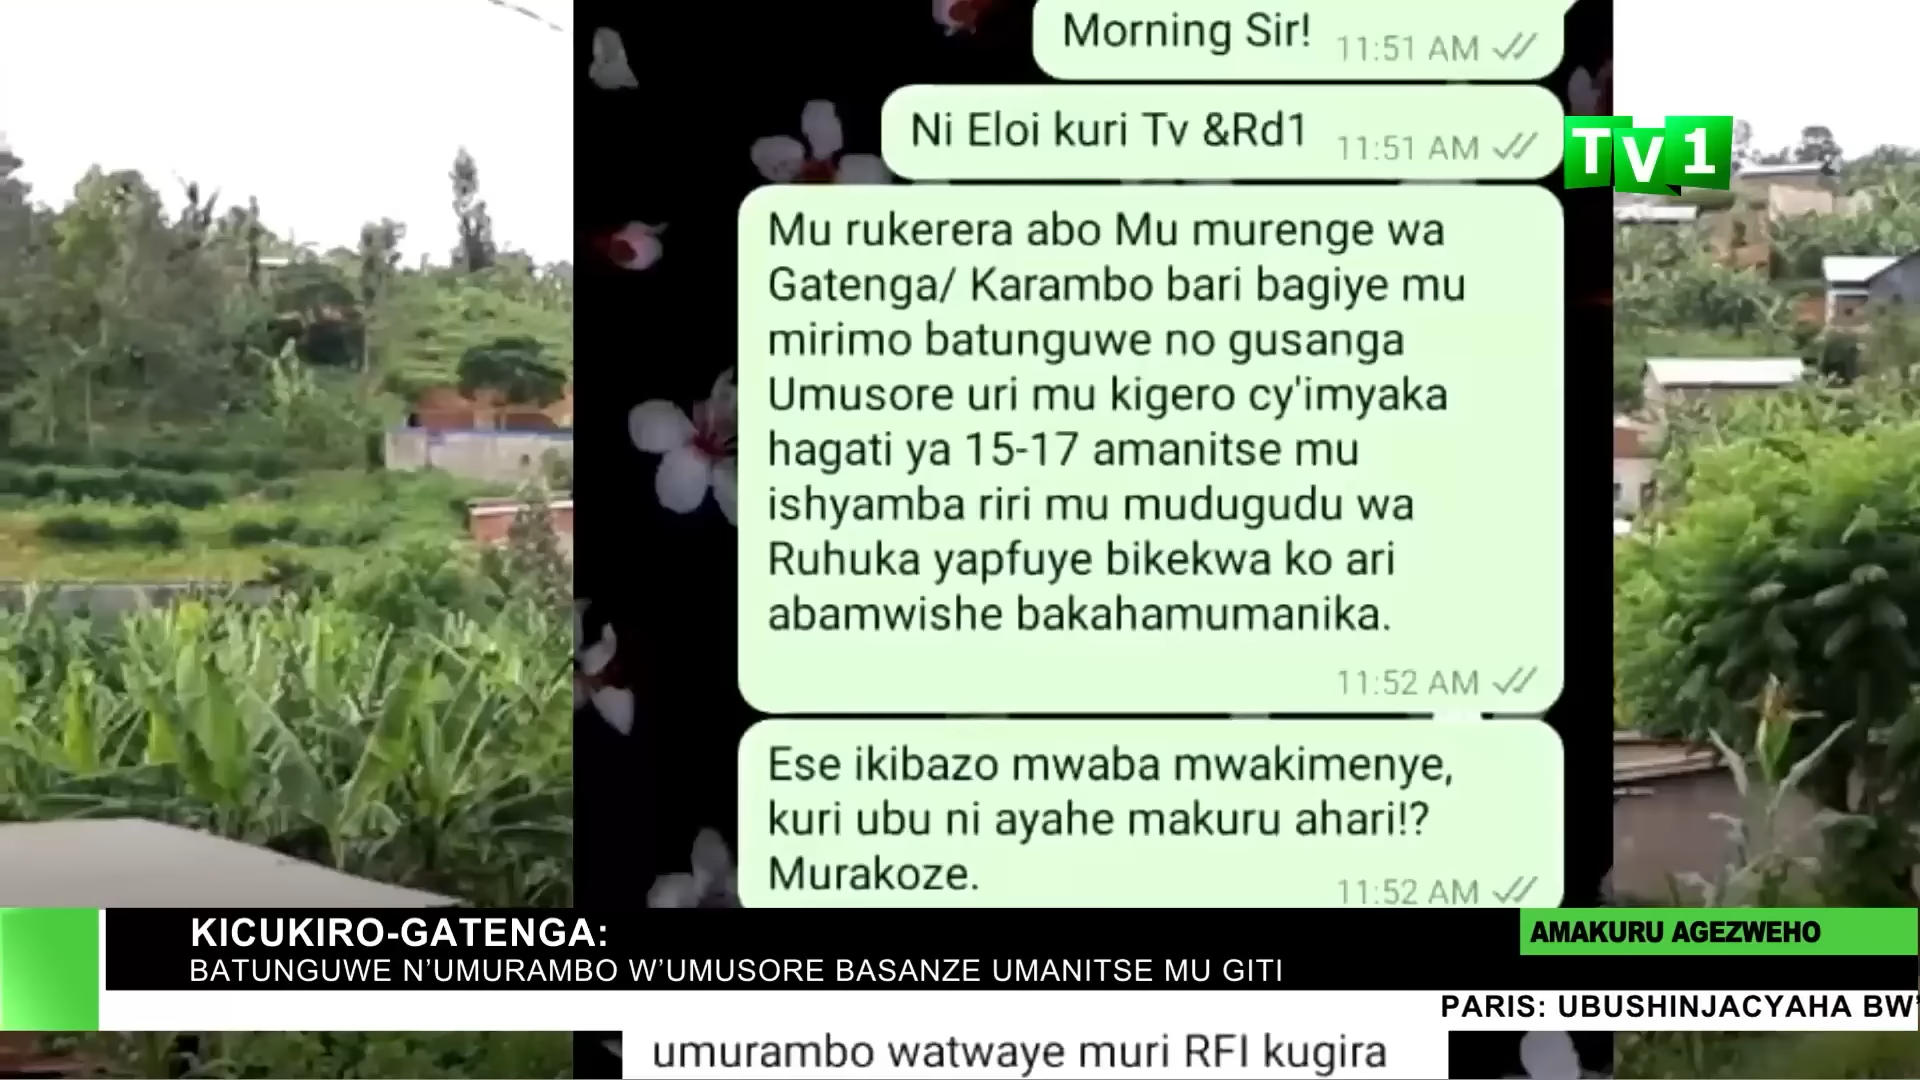 Morning Sir! 11:51 AM
Ni Eloi kuri Tv &Rd1 11:51 AM
TV1
Mu rukerera abo Mu murenge wa
Gatenga/ Karambo bari bagiye mu
mirimo batunguwe no gusanga
Umusore uri mu kigero cy'imyaka
hagati ya 15-17 amanitse mu
ishyamba riri mu mudugudu wa
Ruhuka yapfuye bikekwa ko ari
abamwishe bakahamumanika.
11:52 AM
Ese ikibazo mwaba mwakimenye,
kuri ubu ni ayahe makuru ahari!?
Murakoze. 11:52 AM
KICUKIRO-GATENGA:
BATUNGUWE N’UMURAMBO W’UMUSORE BASANZE UMANITSE MU GITI
AMAKURU AGEZWEHO
PARIS: UBUSHINJACYAHA BW’
umurambo watwaye muri RFI kugira